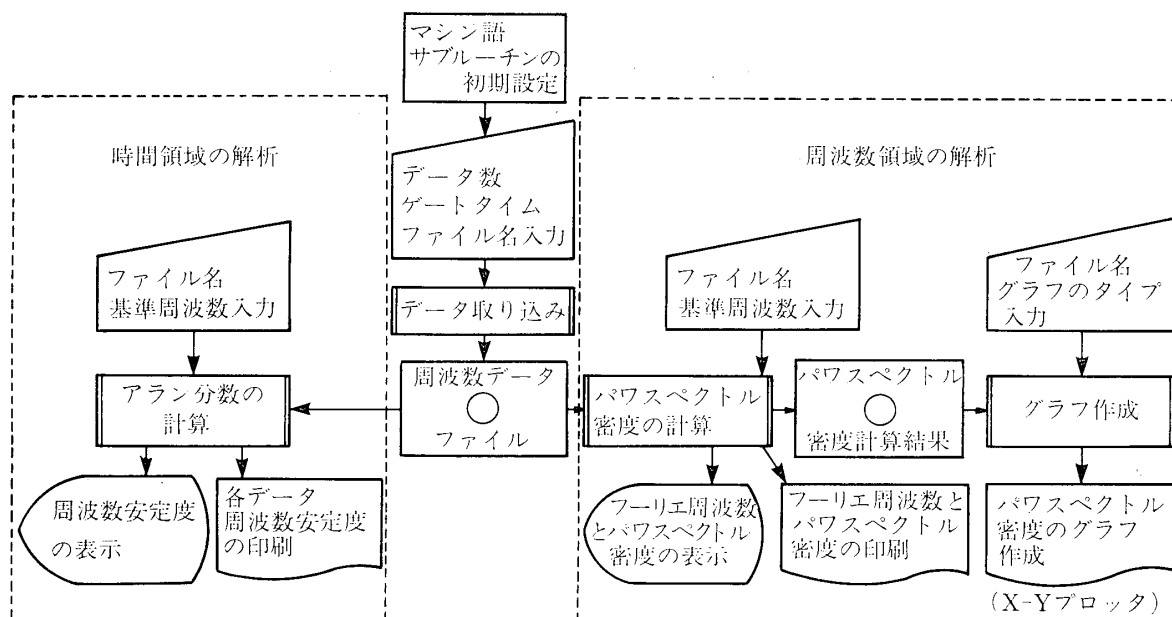 マシン語
サブルーチンの
初期設定
時間領域の解析
周波数領域の解析
データ数
ゲートタイム
ファイル名入力
ファイル名
基準周波数入力
ファイル名
基準周波数入力
ファイル名
グラフのタイプ
入力
データ取り込み
アラン分数の
計算
周波数データ
ファイル
パワスペクトル
密度の計算
パワスペクトル
密度計算結果
グラフ作成
周波数安定度
の表示
各データ
周波数安定度
の印刷
フーリエ周波数
とパワスペクトル
密度の表示
フーリエ周波数と
パワスペクトル
密度の印刷
パワスペクトル
密度のグラフ
作成
(X-Yプロッタ)